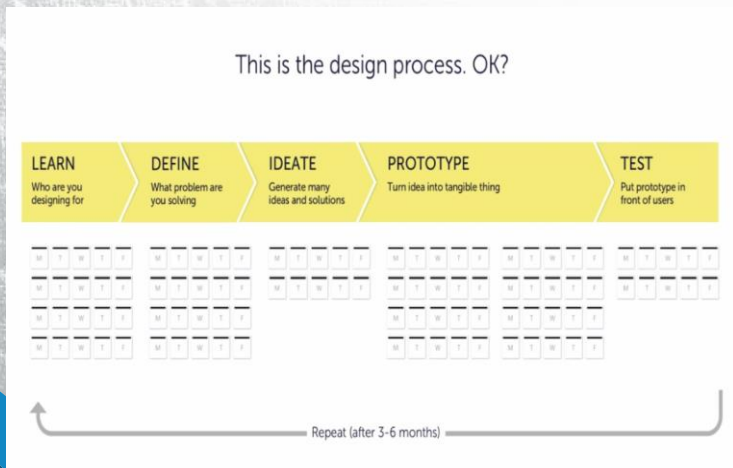 This is the design process. OK?
LEARN
Who are you
designing for
DEFINE
What problem are
you solving
IDEATE
Generate many
ideas and solutions
PROTOTYPE
Turn idea into tangible thing
TEST
Put prototype in
front of users
M T W T F M T W T F M T W T F M T W T F M T W T F M T W T F
M T W T F M T W T F M T W T F M T W T F M T W T F M T W T F
M T W T F M T W T F M T W T F M T W T F
M T W T F M T W T F M T W T F M T W T F
Repeat (after 3-6 months)